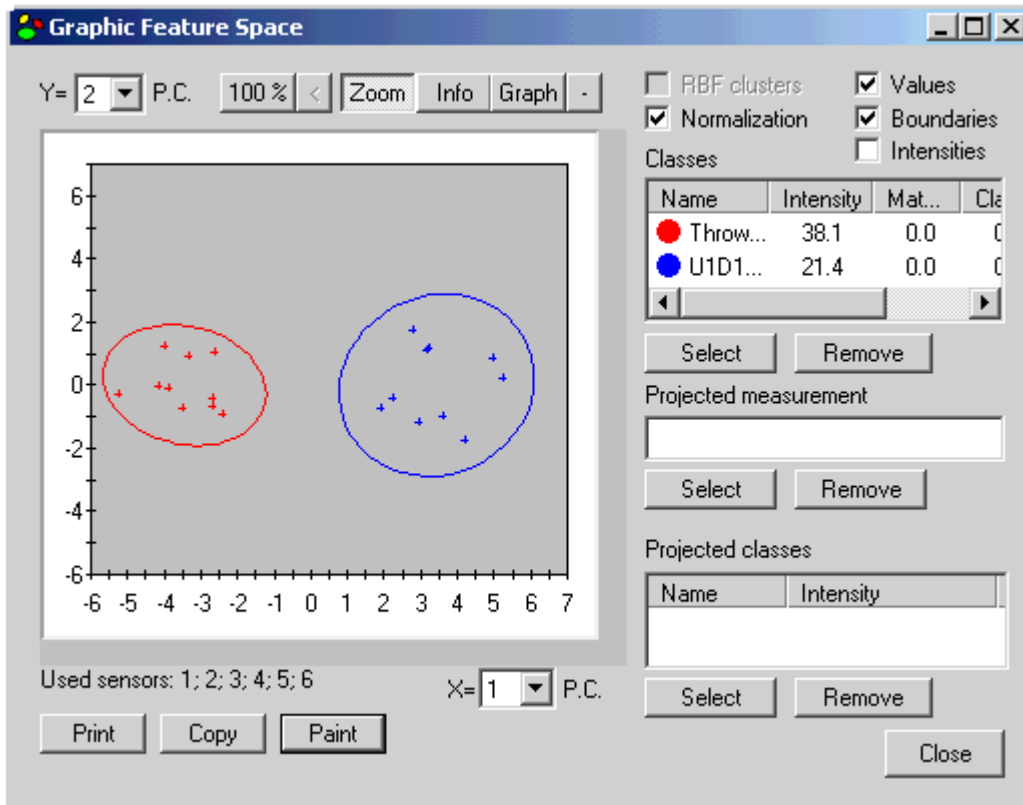 Graphic Feature Space
Y= 2 P.C. 100 % < Zoom Info Graph -
RBF clusters Values
Normalization Boundaries
Intensities
Classes
Name Intensity Mat...
Throw... 38.1 0.0
U1D1... 21.4 0.0
Select Remove
Projected measurement
Select Remove
Projected classes
Name Intensity
Select Remove
Close
6
4
2
0
-2
-4
-6
-6 -5 -4 -3 -2 -1 0 1 2 3 4 5 6 7
Used sensors: 1; 2; 3; 4; 5; 6
X= 1 P.C.
Print Copy Paint